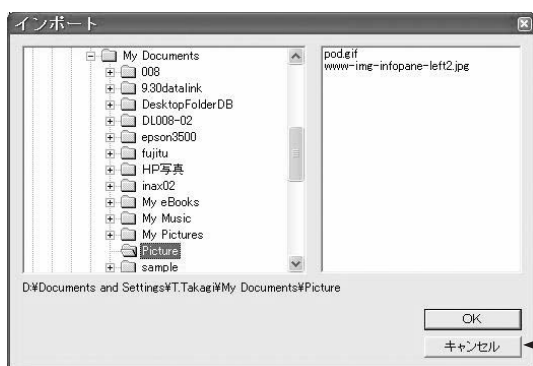 インポート
My Documents
008
9.30datalink
DesktopFolderDB
DL008-02
epson3500
fujitu
HP写真
inax02
My eBooks
My Music
My Pictures
Picture
sample
pod.gif
www-img-infopane-left2.jpg
D:¥Documents and Settings¥T.Takagi¥My Documents¥Picture
OK
キャンセル